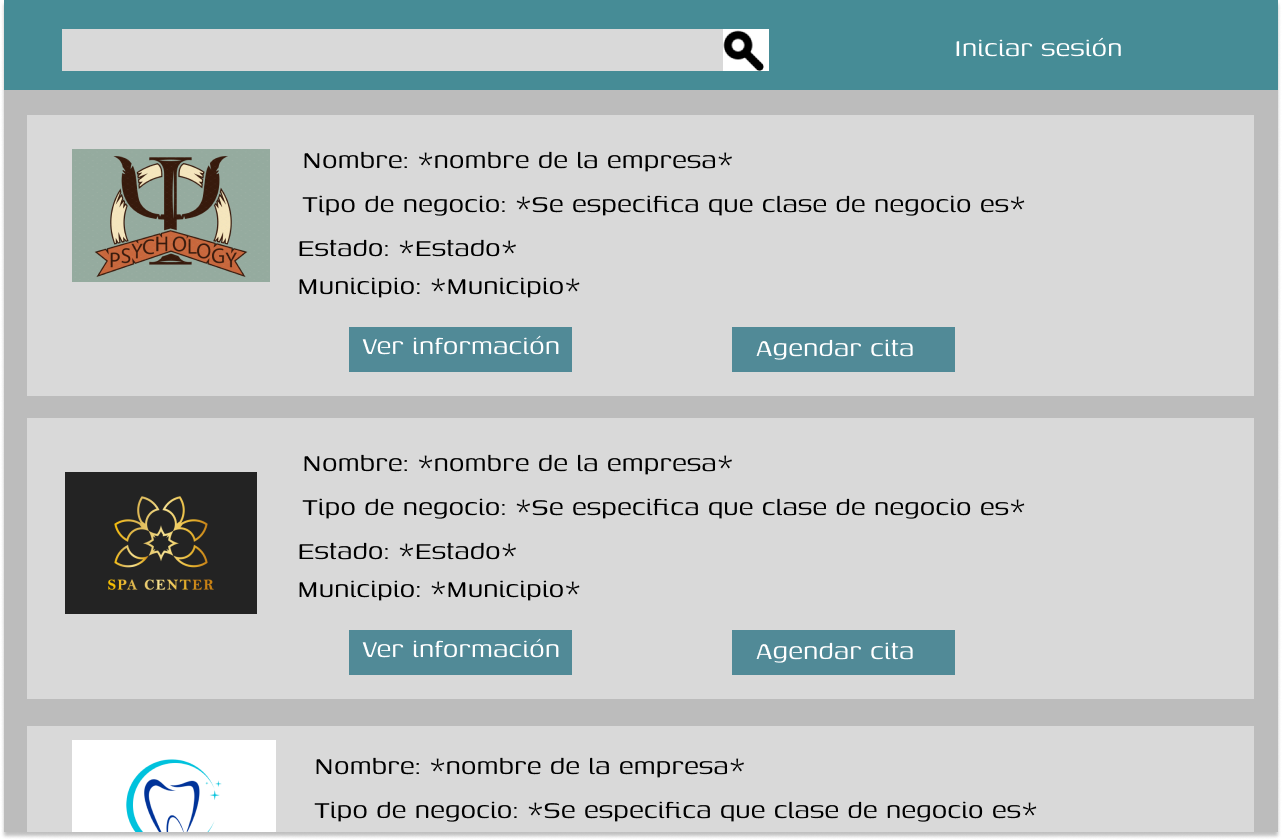 Iniciar sesión
Nombre: *nombre de la empresa*
Tipo de negocio: *Se especifica que clase de negocio es*
Estado: *Estado*
Municipio: *Municipio*
PSYCHOLOGY
Ver información
Agendar cita
Nombre: *nombre de la empresa*
Tipo de negocio: *Se especifica que clase de negocio es*
Estado: *Estado*
Municipio: *Municipio*
SPA CENTER
Ver información
Agendar cita
Nombre: *nombre de la empresa*
Tipo de negocio: *Se especifica que clase de negocio es*